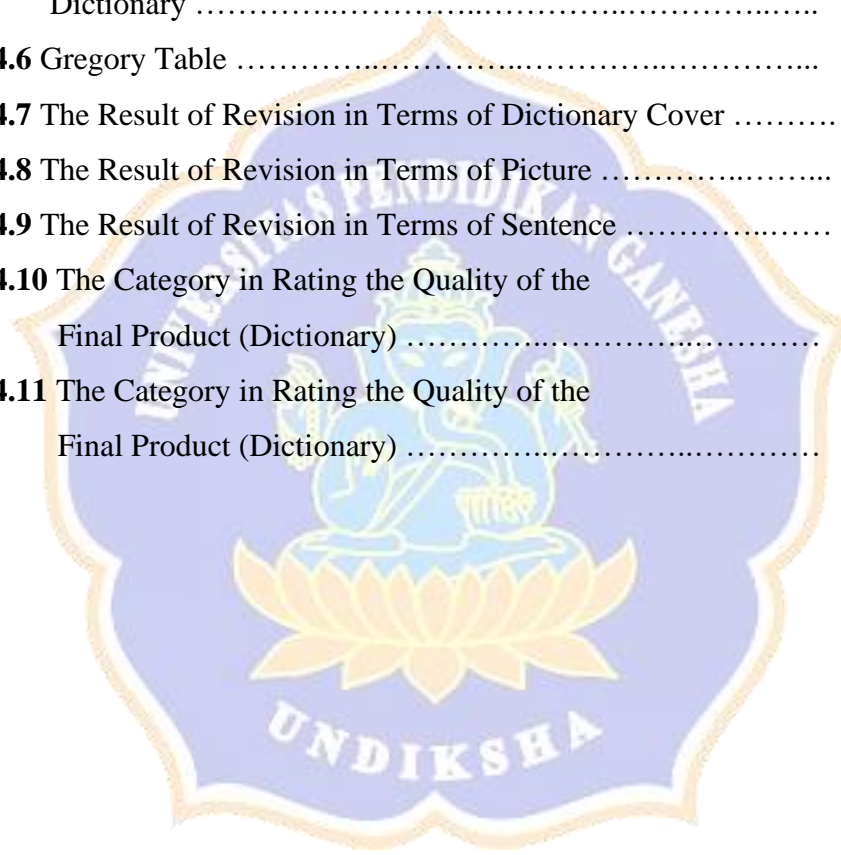 Dictionary …………..…………..…………..…………..…..
4.6 Gregory Table …………..…………..…………..…………...
4.7 The Result of Revision in Terms of Dictionary Cover ……….
4.8 The Result of Revision in Terms of Picture …………..……...
4.9 The Result of Revision in Terms of Sentence …………..……
4.10 The Category in Rating the Quality of the
Final Product (Dictionary) …………..…………..…………
4.11 The Category in Rating the Quality of the
Final Product (Dictionary) …………..…………..…………
UNIVERSITAS PENDIDIKAN GANESHA
UNDIKSHA